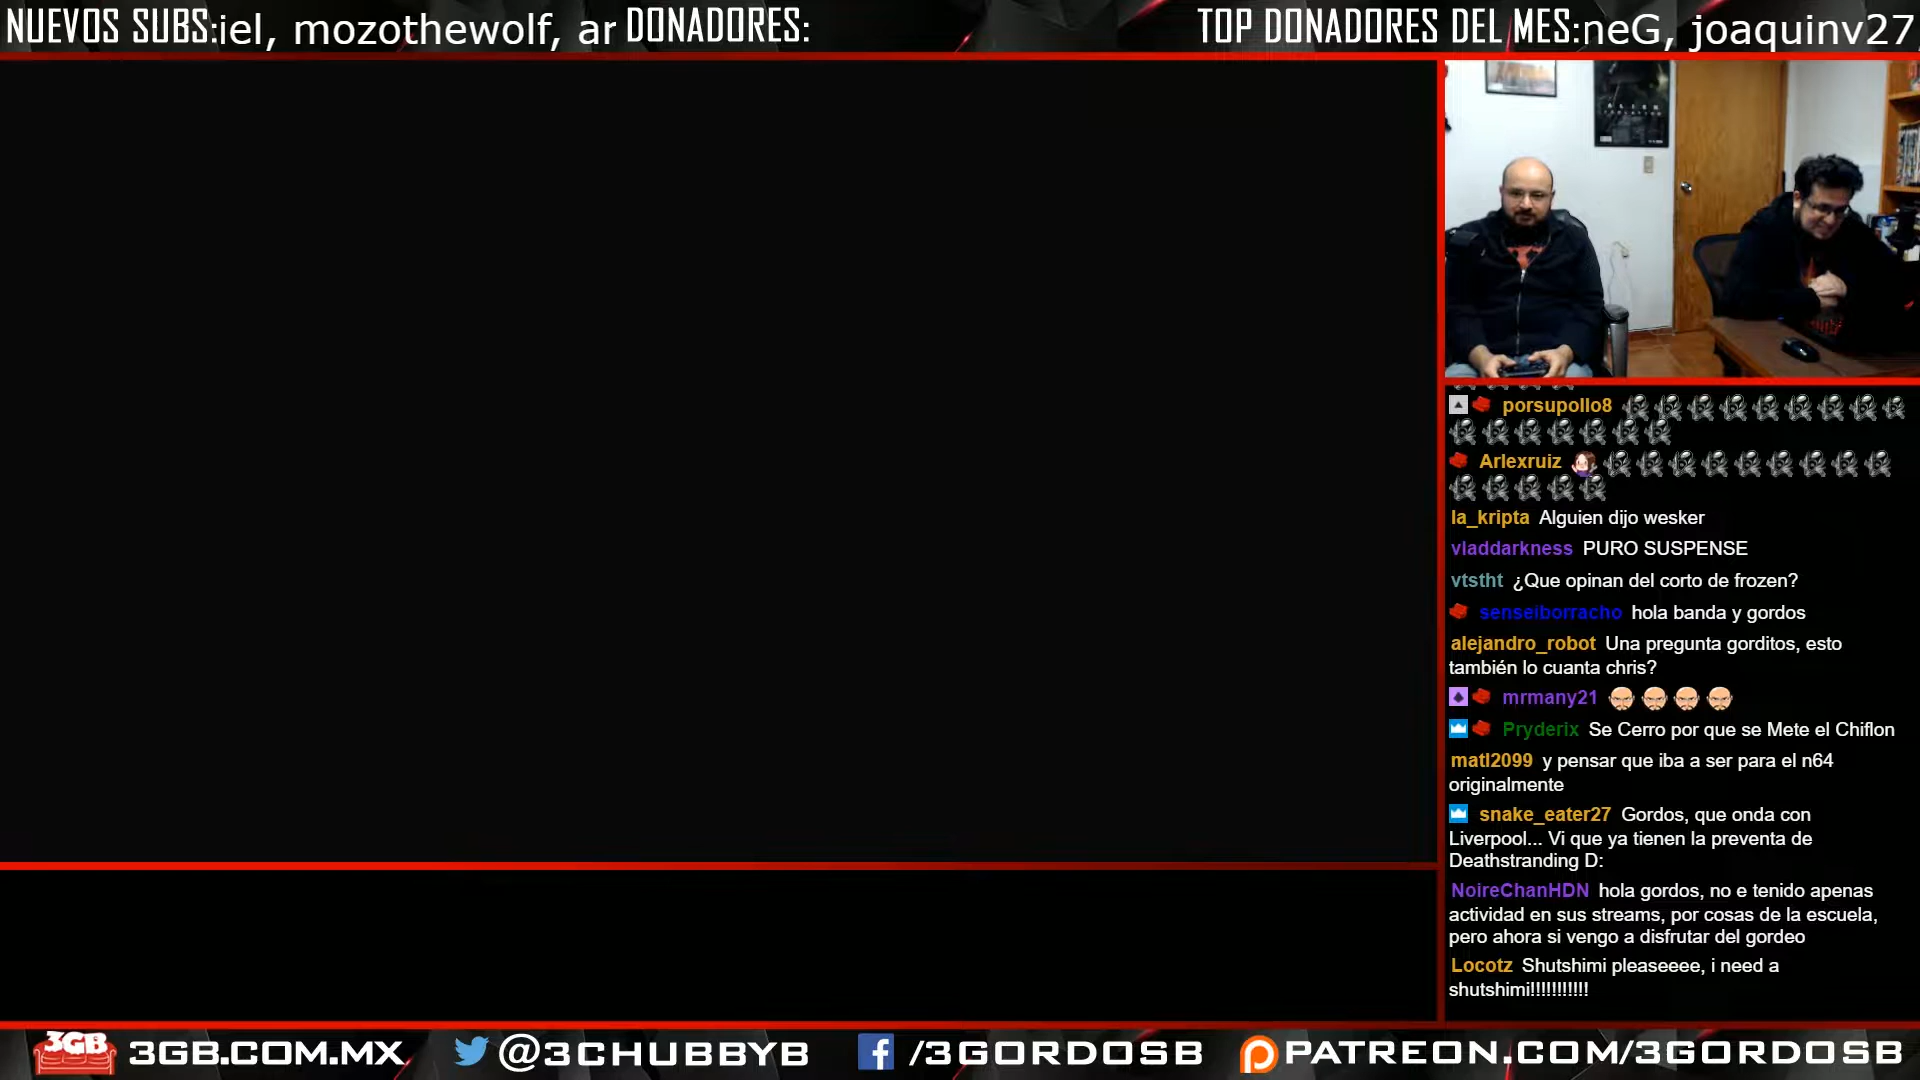 NUEVOS SUBS:iel, mozothewolf, ar DONADORES: TOP DONADORES DEL MES:neG, joaquinv27,
ALIEN
porsupollo8
Arlexruiz
la_kripta Alguien dijo wesker
vladdarkness PURO SUSPENSE
vtstht ¿Que opinan del corto de frozen?
senseiborracho hola banda y gordos
alejandro_robot Una pregunta gorditos, esto
también lo cuanta chris?
mrmany21
Pryderix Se Cerro por que se Mete el Chiflon
matl2099 y pensar que iba a ser para el n64
originalmente
snake_eater27 Gordos, que onda con
Liverpool... Vi que ya tienen la preventa de
Deathstranding D:
NoireChanHDN hola gordos, no e tenido apenas
actividad en sus streams, por cosas de la escuela,
pero ahora si vengo a disfrutar del gordeo
Locotz Shutshimi pleaseeee, i need a
shutshimi!!!!!!!!!!!
3GB 3GB.COM.MX @3CHUBBYB /3GORDOSB PATREON.COM/3GORDOSB